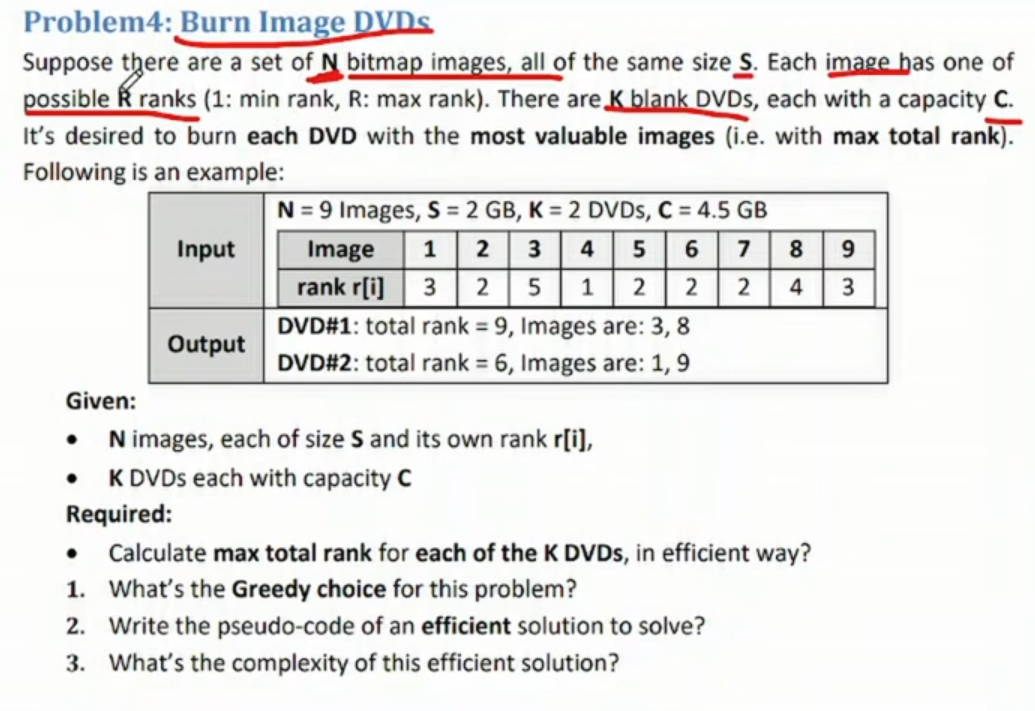 Problem4: Burn Image DVDs
Suppose there are a set of N bitmap images, all of the same size S. Each image has one of
possible R ranks (1: min rank, R: max rank). There are K blank DVDs, each with a capacity C.
It's desired to burn each DVD with the most valuable images (i.e. with max total rank).
Following is an example:
N = 9 Images, S = 2 GB, K = 2 DVDs, C = 4.5 GB
Input
Image 1 2 3 4 5 6 7 8 9
rank r[i] 3 2 5 1 2 2 2 4 3
Output
DVD#1: total rank = 9, Images are: 3, 8
DVD#2: total rank = 6, Images are: 1, 9
Given:
• N images, each of size S and its own rank r[i],
• K DVDs each with capacity C
Required:
• Calculate max total rank for each of the K DVDs, in efficient way?
1. What's the Greedy choice for this problem?
2. Write the pseudo-code of an efficient solution to solve?
3. What's the complexity of this efficient solution?